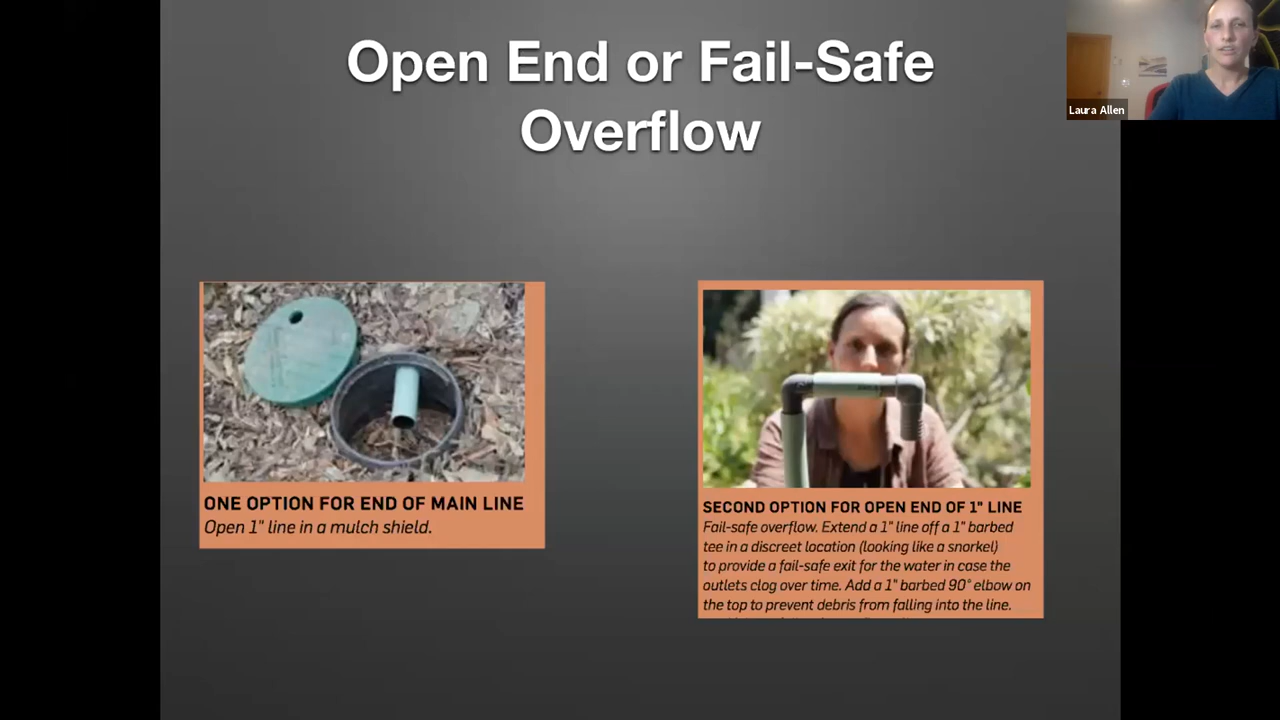 Open End or Fail-Safe
Overflow
Laura Allen
ONE OPTION FOR END OF MAIN LINE
Open 1" line in a mulch shield.
SECOND OPTION FOR OPEN END OF 1" LINE
Fail-safe overflow. Extend a 1" line off a 1" barbed
tee in a discreet location (looking like a snorkel)
to provide a fail-safe exit for the water in case the
outlets clog over time. Add a 1" barbed 90° elbow on
the top to prevent debris from falling into the line.